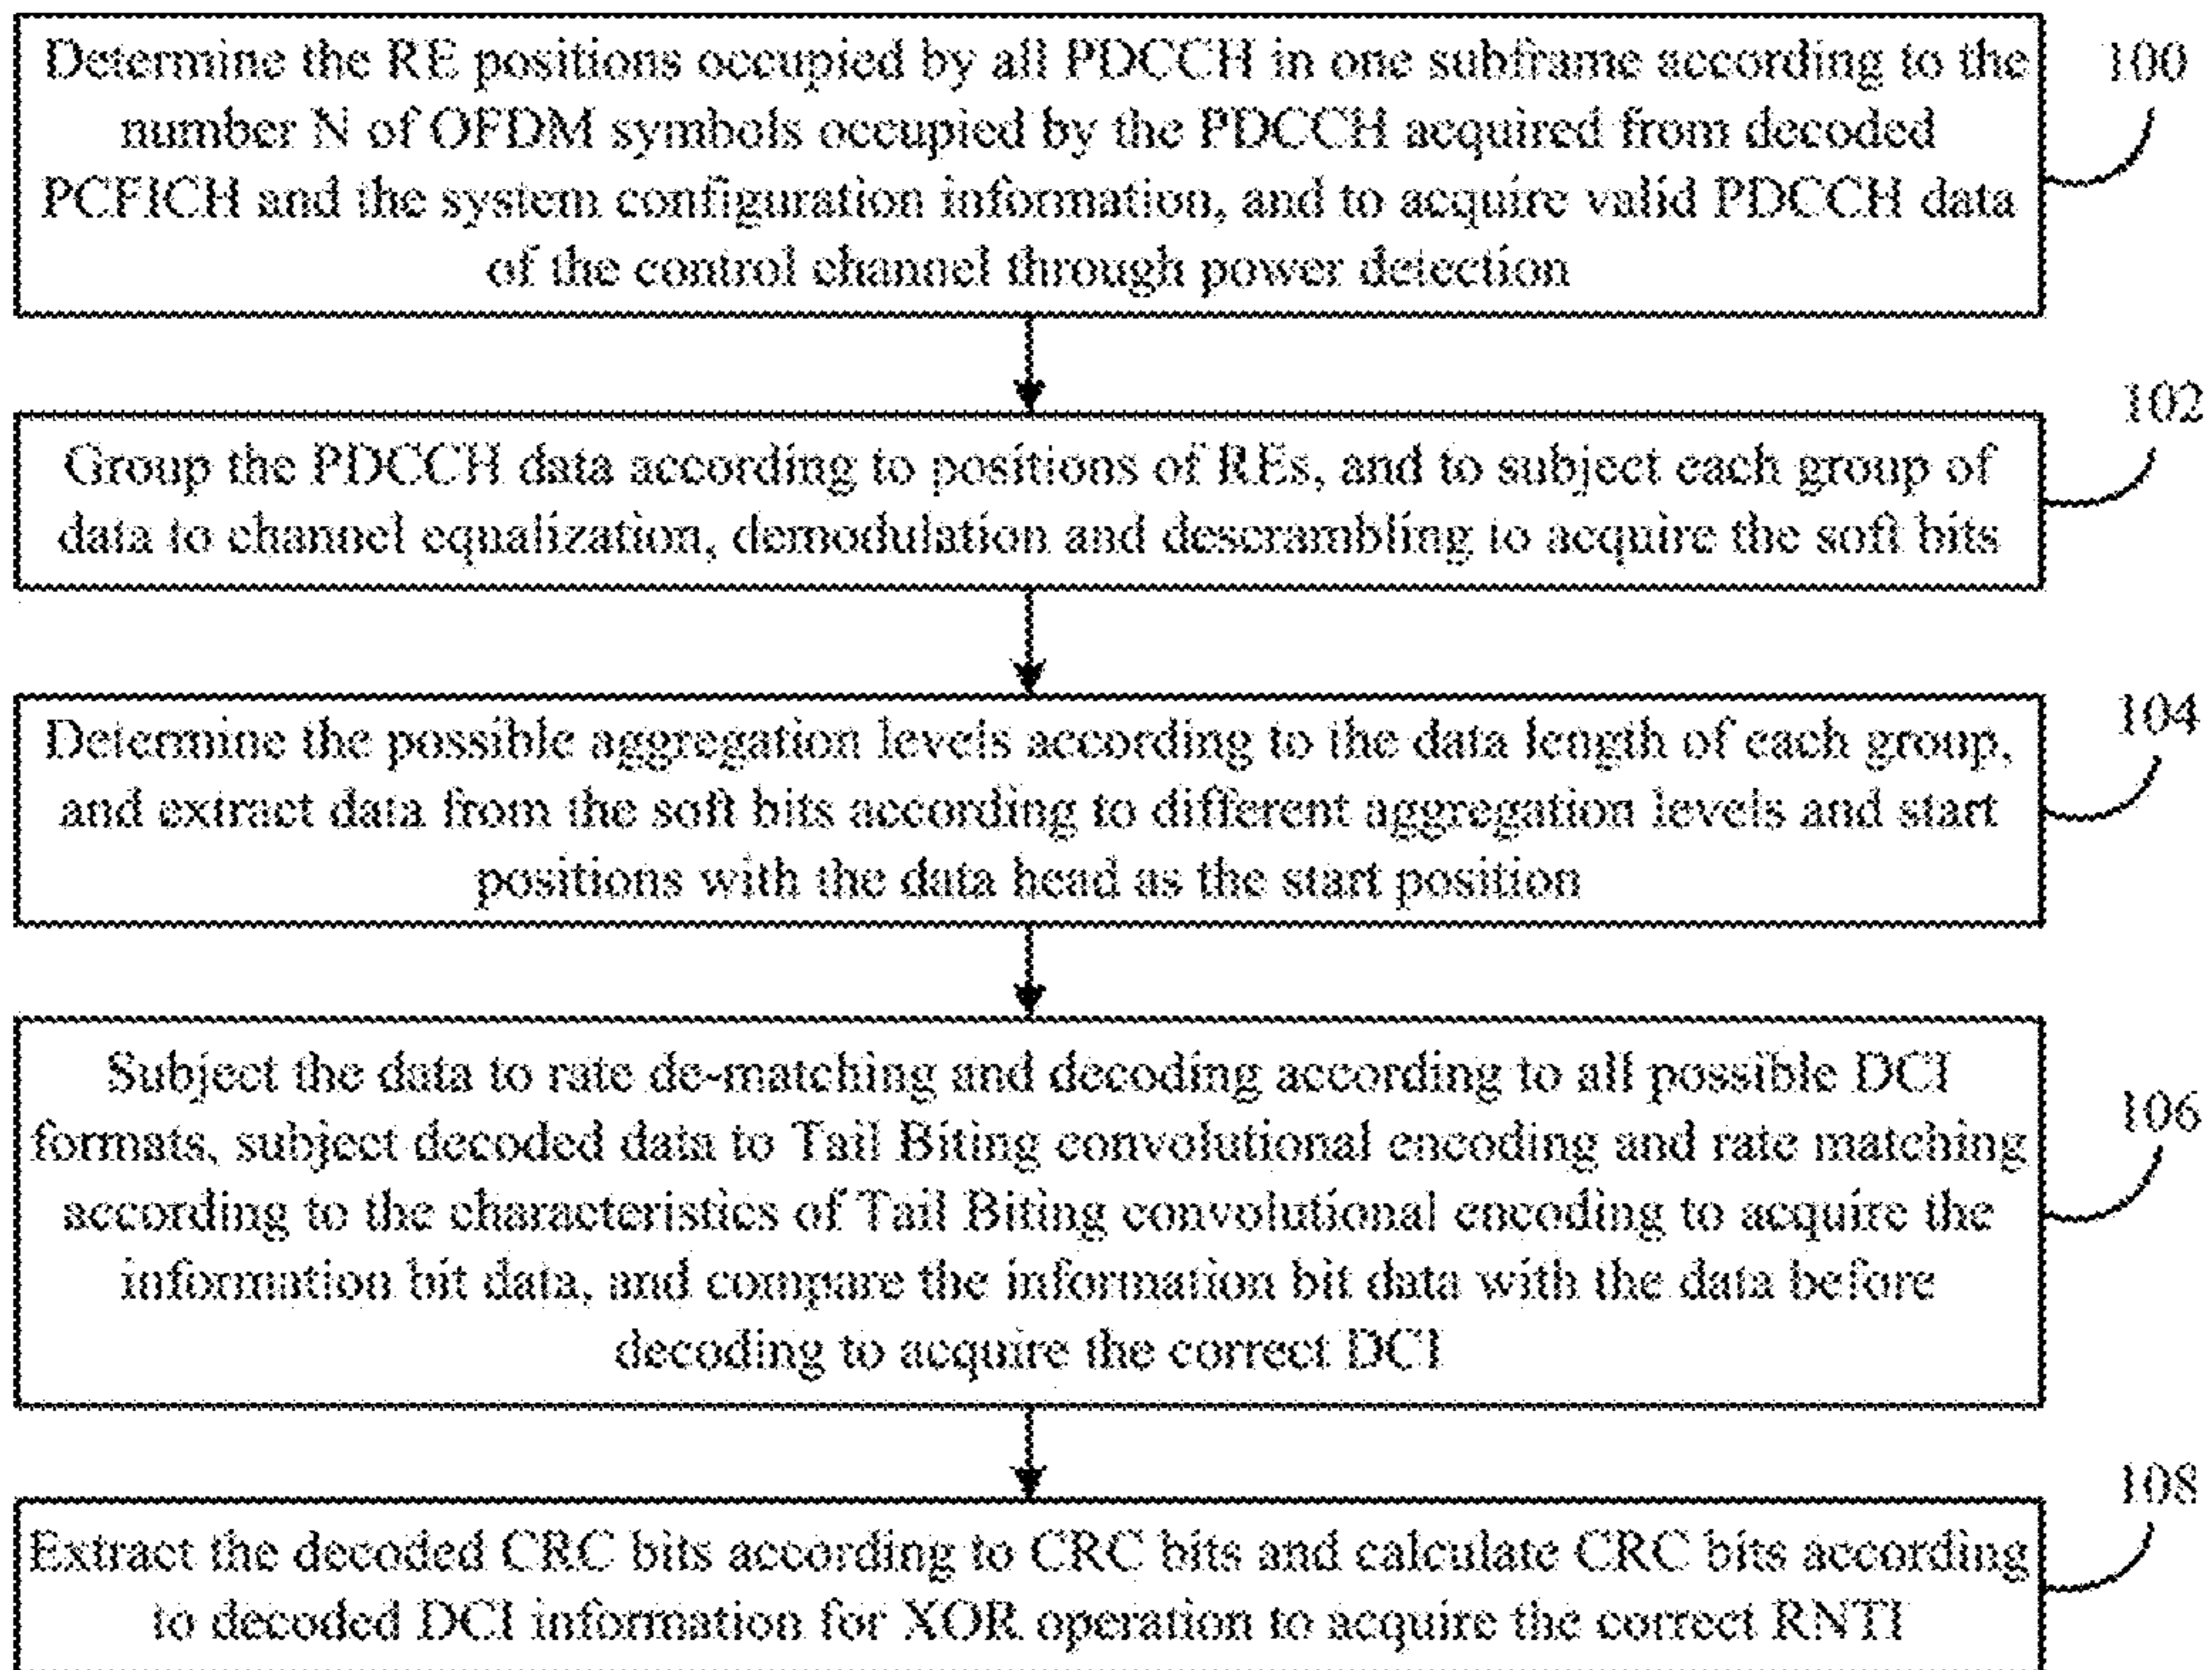 Determine the RE positions occupied by all PDCCH in one subframe according to the
100
number N of OFDM symbols occupied by the PDCCH acquired from decoded
PCFICH and the system configuration information, and to acquire valid PDCCH data
of the control channel through power detection
102
Group the PDCCH data according to positions of REs, and to subject each group of
data to channel equalization, demodulation and descrambling to acquire the soft bits
104
Determine the possible aggregation levels according to the data length of each group,
and extract data from the soft bits according to different aggregation levels and start
positions with the data head as the start position
Subject the data to rate de-matching and decoding according to all possible DCI
106
formats, subject decoded data to Tail Biting convolutional encoding and rate matching
according to the characteristics of Tail Biting convolutional encoding to acquire the
information bit data, and compare the information bit data with the data before
decoding to acquire the correct DCI
108
Extract the decoded CRC bits according to CRC bits and calculate CRC bits according
to decoded DCI information for XOR operation to acquire the correct RNTI